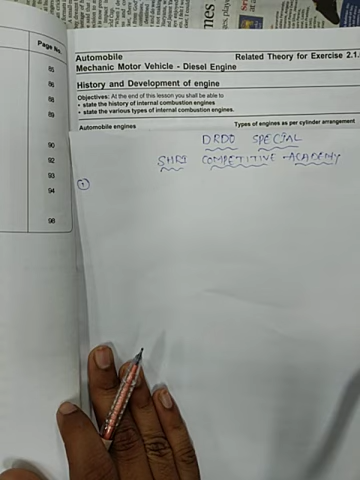 Page No.
85
86
88
89
90
92
93
94
98
Automobile Related Theory for Exercise 2.1.
Mechanic Motor Vehicle - Diesel Engine
History and Development of engine
Objectives: At the end of this lesson you shall be able to
• state the history of internal combustion engines
• state the various types of internal combustion engines.
Automobile engines Types of engines as per cylinder arrangement
DRDO SPECIAL
SHRI COMPETITIVE ACADEMY